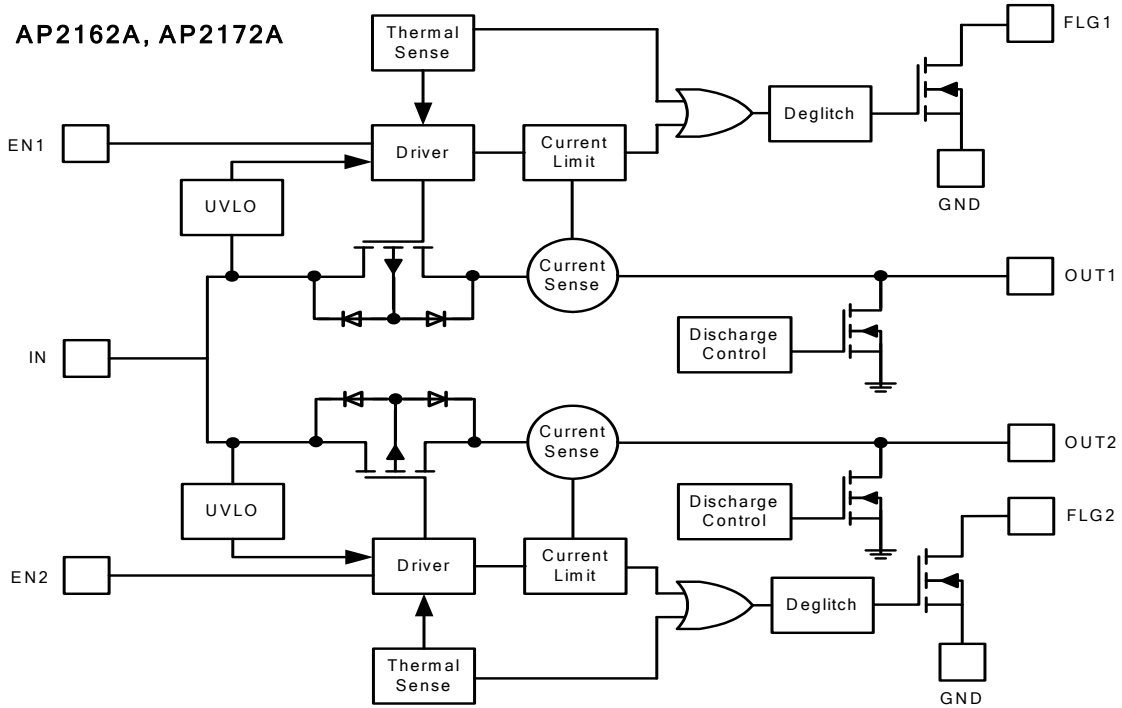 AP2162A, AP2172A
Thermal
Sense
FLG1
EN1
Driver
Current
Limit
Deglitch
UVLO
GND
Current
Sense
OUT1
IN
Discharge
Control
Current
Sense
OUT2
UVLO
Discharge
Control
FLG2
EN2
Driver
Current
Limit
Deglitch
Thermal
Sense
GND